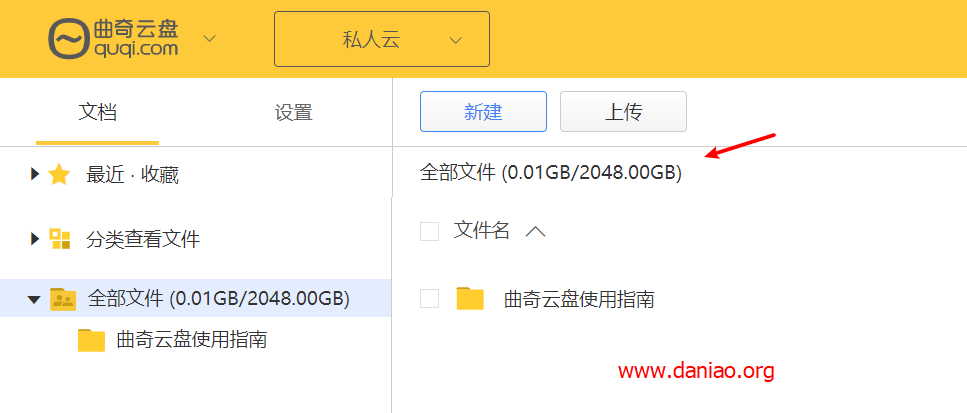 曲奇云盘
quqi.com
私人云
文档
设置
新建
上传
最近 · 收藏
分类查看文件
全部文件 (0.01GB/2048.00GB)
曲奇云盘使用指南
全部文件 (0.01GB/2048.00GB)
文件名
曲奇云盘使用指南
www.daniao.org